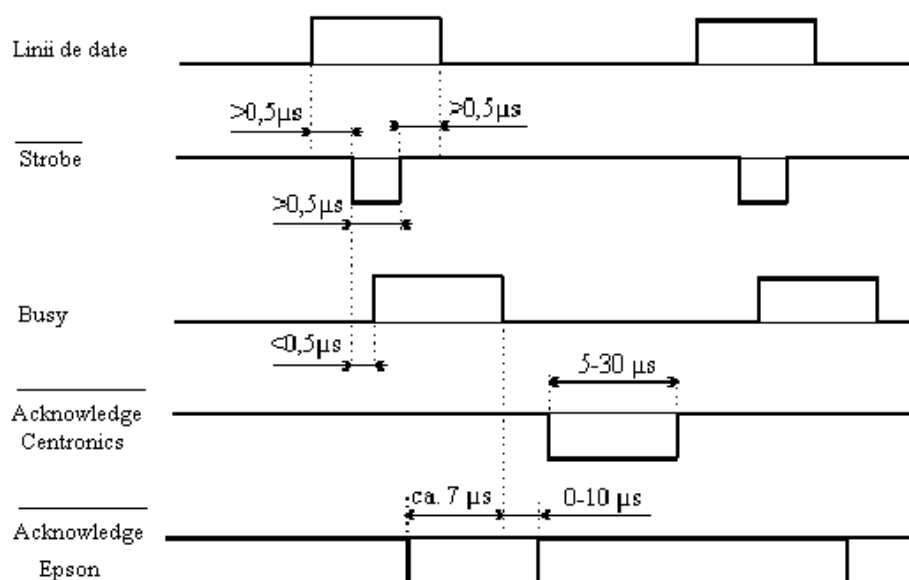 Linii de date
>0,5µs
>0,5µs
Strobe
>0,5µs
Busy
<0,5µs
5-30 µs
Acknowledge
Centronics
ca. 7 µs
0-10 µs
Acknowledge
Epson